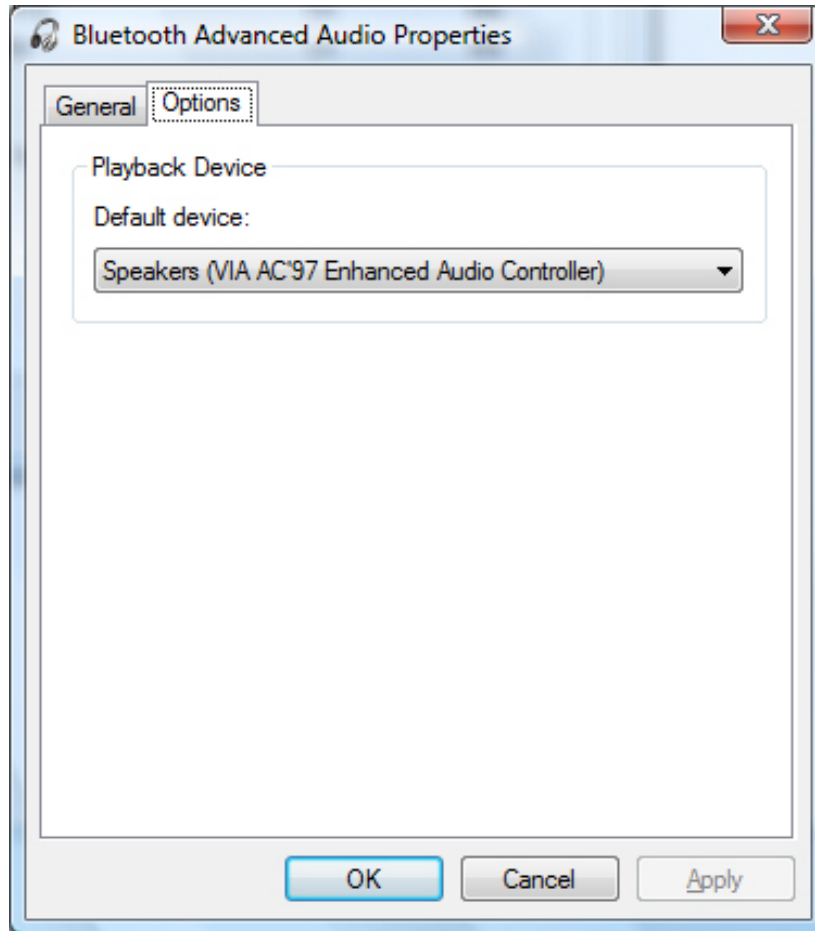 Bluetooth Advanced Audio Properties
General Options
Playback Device
Default device:
Speakers (VIA AC'97 Enhanced Audio Controller)
OK Cancel Apply